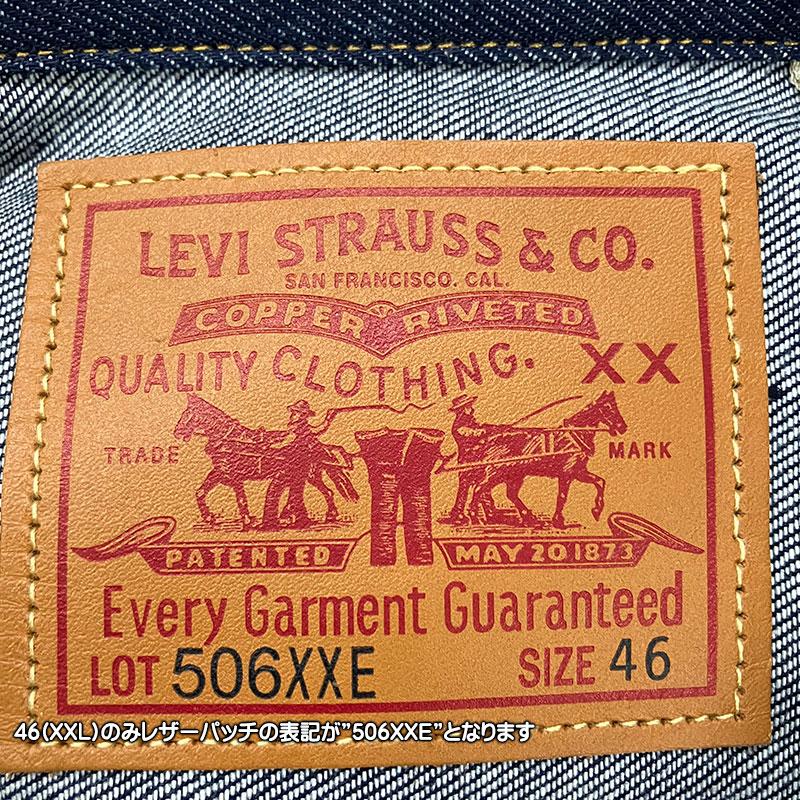 LEVI STRAUSS & CO.
SAN FRANCISCO. CAL.
COPPER RIVETED
QUALITY CLOTHING. XX
TRADE MARK
PATENTED MAY 20 1873
Every Garment Guaranteed
LOT 506XXE SIZE 46
46(XXL)のみレザーパッチの表記が"506XXE"となります